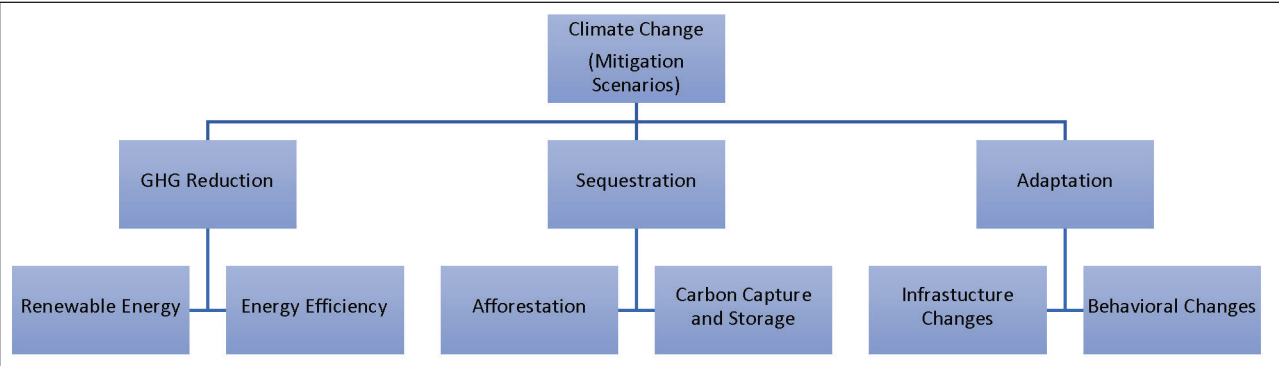 Climate Change
(Mitigation
Scenarios)
GHG Reduction
Sequestration
Adaptation
Renewable Energy
Energy Efficiency
Afforestation
Carbon Capture
and Storage
Infrastucture
Changes
Behavioral Changes